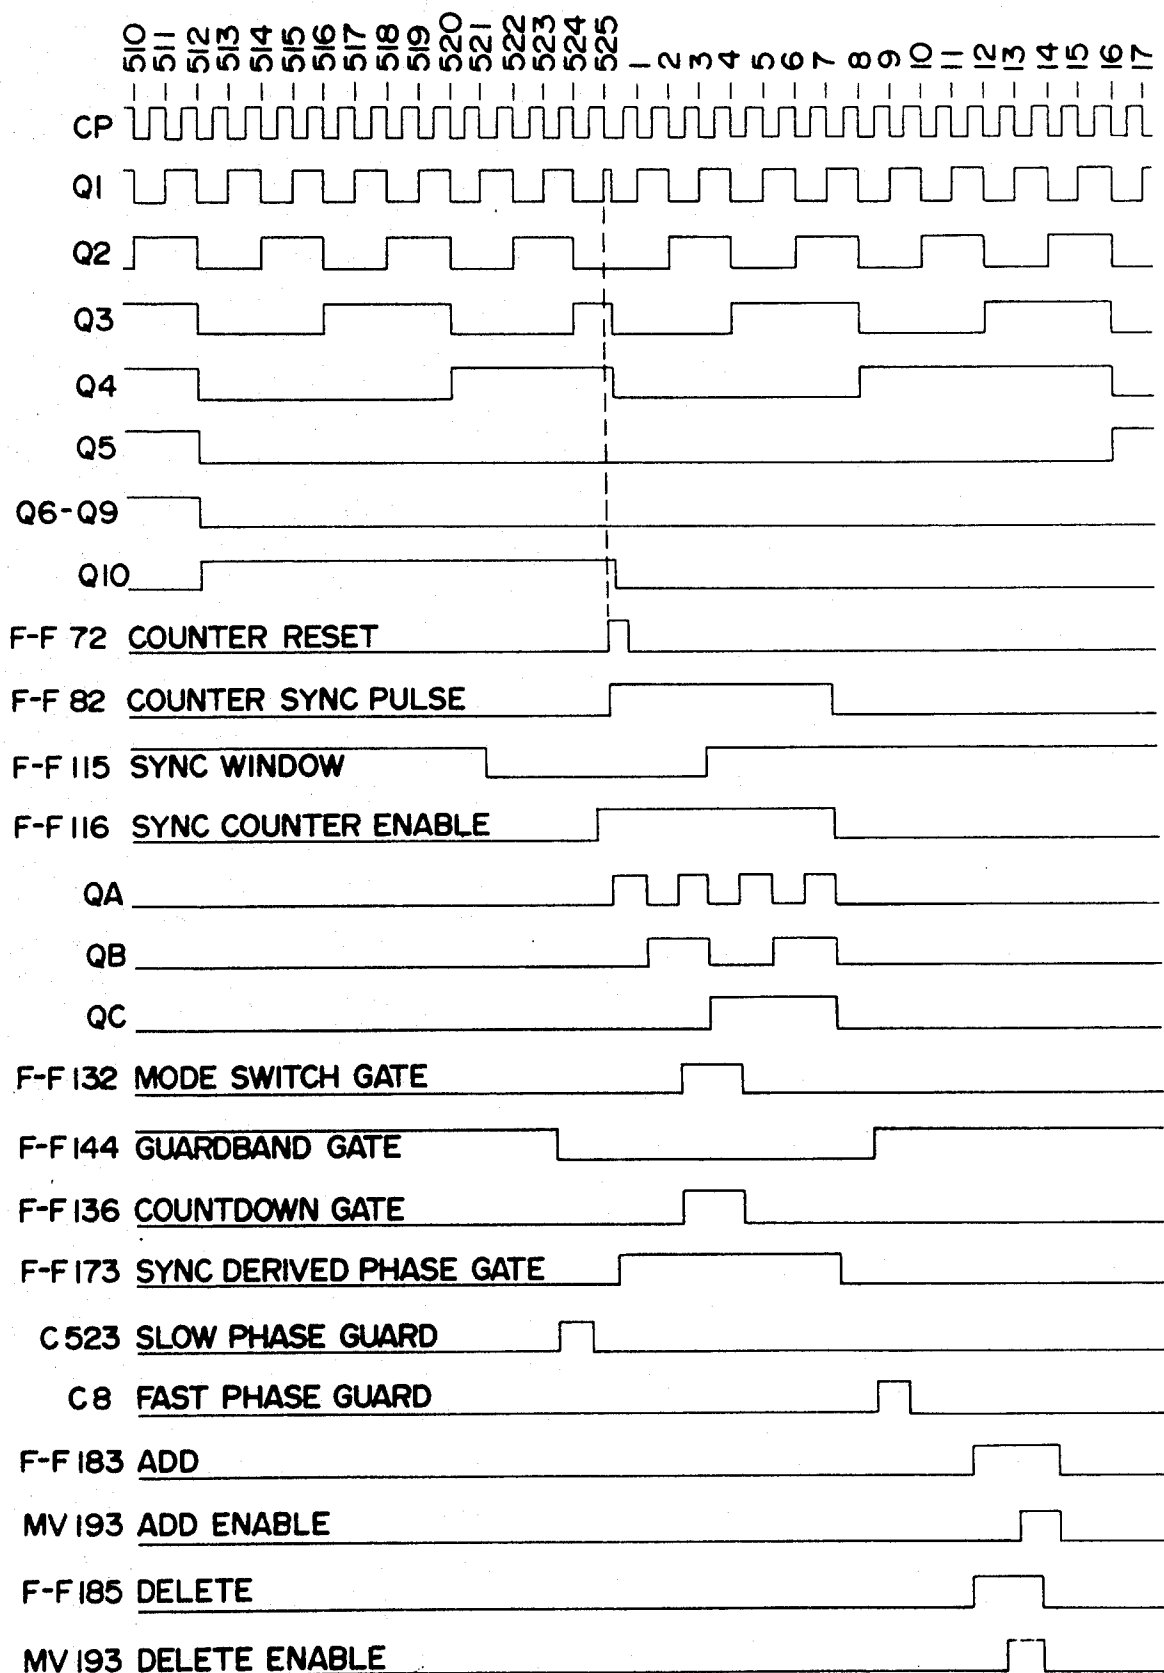 510 511 512 513 514 515 516 517 518 519 520 521 522 523 524 525 1 2 3 4 5 6 7 8 9 10 11 12 13 14 15 16 17
CP
Q1
Q2
Q3
Q4
Q5
Q6-Q9
Q10
F-F 72 COUNTER RESET
F-F 82 COUNTER SYNC PULSE
F-F 115 SYNC WINDOW
F-F 116 SYNC COUNTER ENABLE
QA
QB
QC
F-F 132 MODE SWITCH GATE
F-F 144 GUARDBAND GATE
F-F 136 COUNTDOWN GATE
F-F 173 SYNC DERIVED PHASE GATE
C 523 SLOW PHASE GUARD
C 8 FAST PHASE GUARD
F-F 183 ADD
MV 193 ADD ENABLE
F-F 185 DELETE
MV 193 DELETE ENABLE